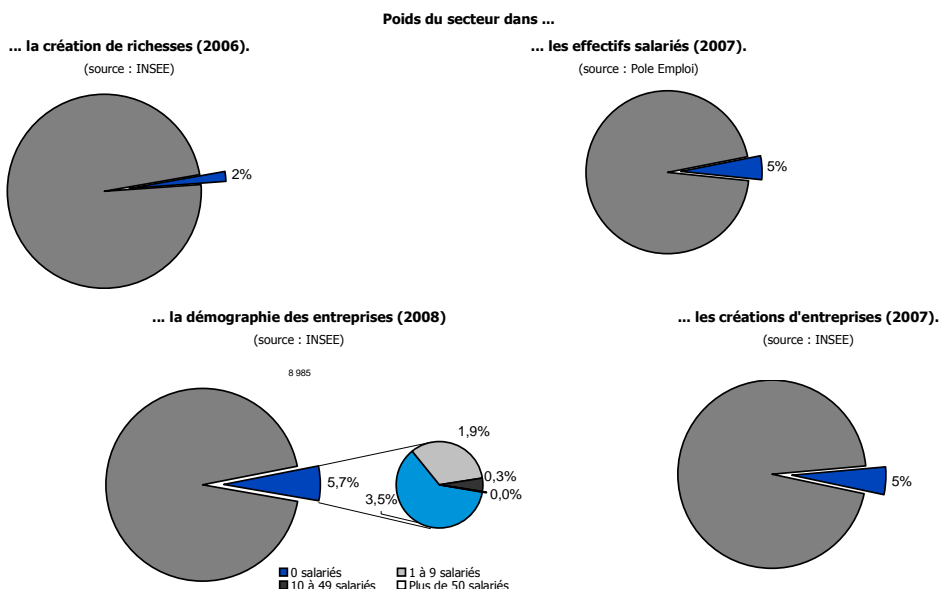 Poids du secteur dans ...
... la création de richesses (2006).
(source : INSEE)
2%
... les effectifs salariés (2007).
(source : Pole Emploi)
5%
... la démographie des entreprises (2008)
(source : INSEE)
8 985
5,7%
1,9%
0,3%
0,0%
3,5%
0 salariés
1 à 9 salariés
10 à 49 salariés
Plus de 50 salariés
... les créations d'entreprises (2007).
(source : INSEE)
5%